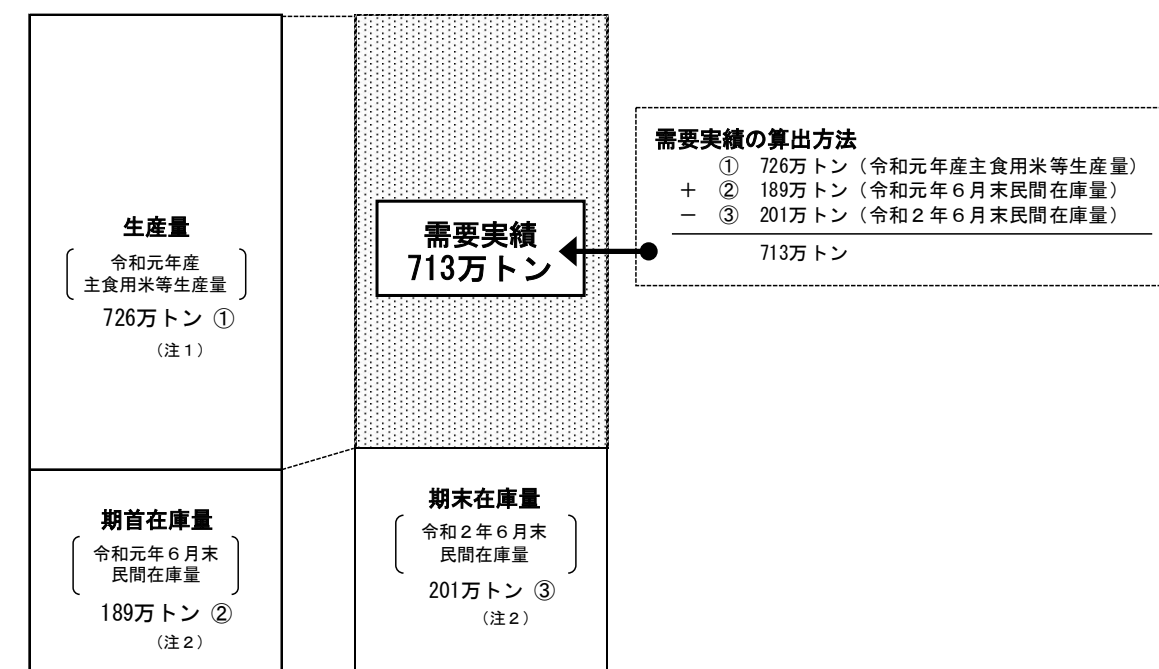 生産量
令和元年産
主食用米等生産量
726万トン ①
（注１）
期首在庫量
令和元年６月末
民間在庫量
189万トン ②
（注２）
需要実績
713万トン
期末在庫量
令和２年６月末
民間在庫量
201万トン ③
（注２）
需要実績の算出方法
① 726万トン（令和元年産主食用米等生産量）
＋ ② 189万トン（令和元年６月末民間在庫量）
－ ③ 201万トン（令和２年６月末民間在庫量）
713万トン